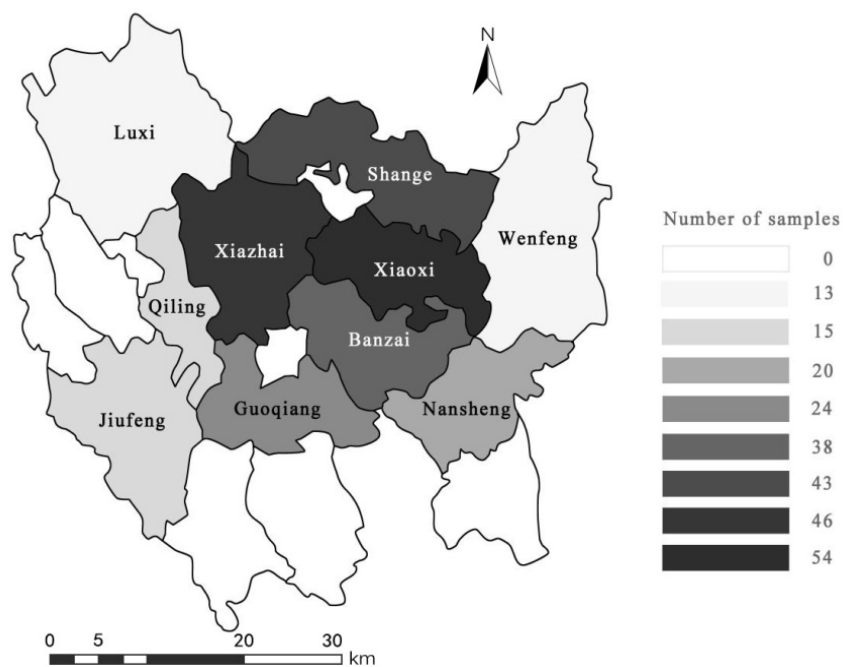 N
Luxi
Shange
Wenfeng
Xiazhai
Xiaoxi
Qiling
Banzai
Jiufeng
Guoqiang
Nansheng
Number of samples
0
13
15
20
24
38
43
46
54
0 5 20 30
km